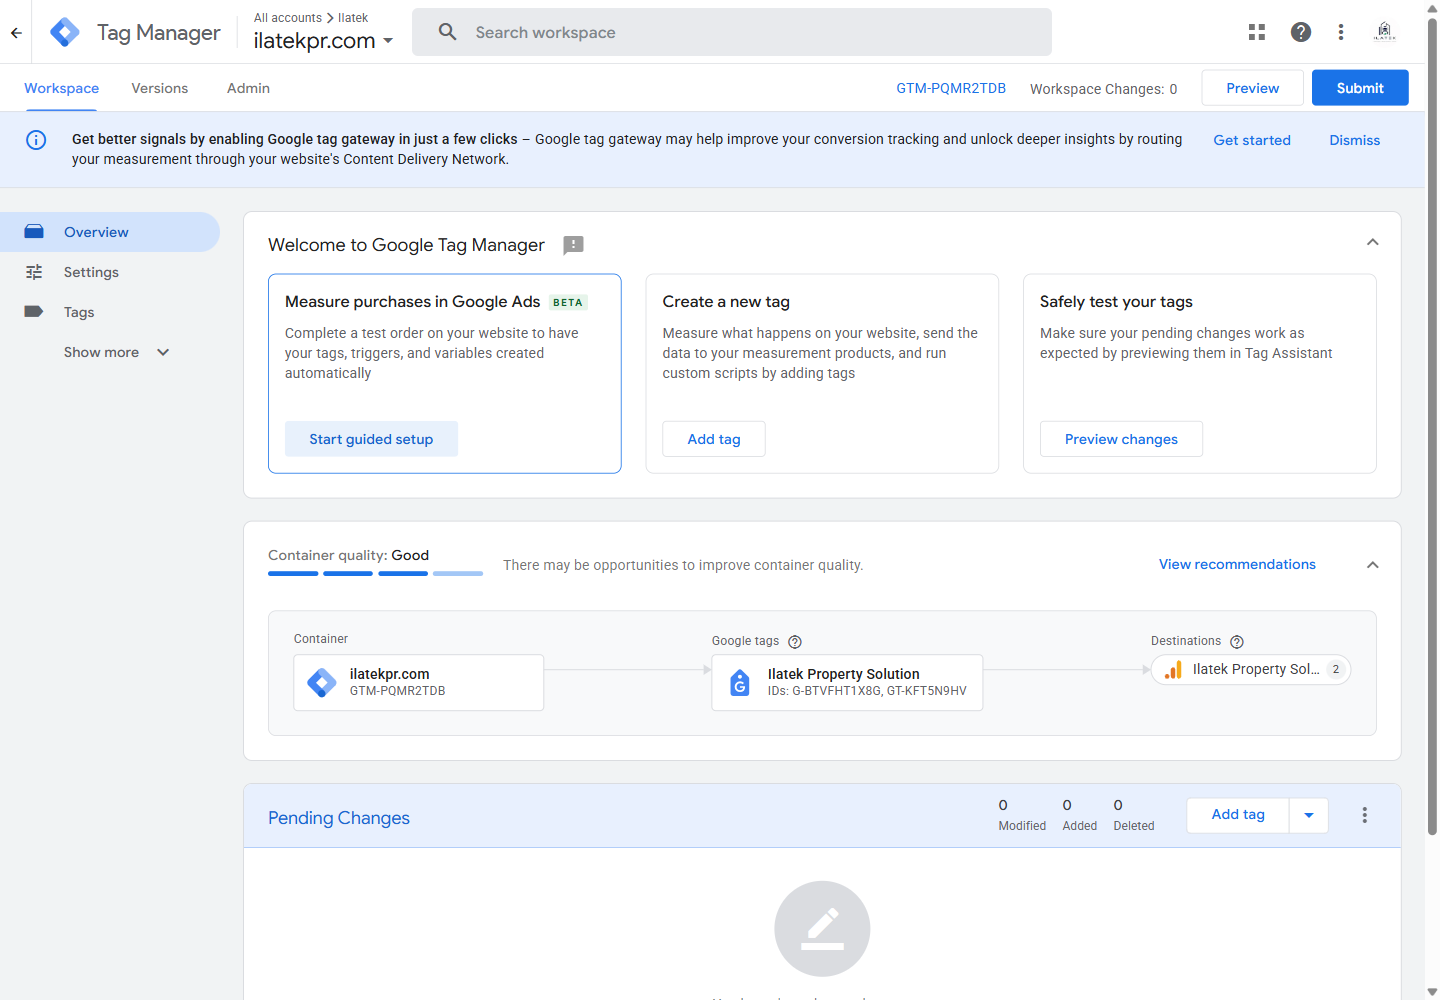 Tag Manager
All accounts > Ilatek
ilatekpr.com
Search workspace
ILATEK
Workspace
Versions
Admin
GTM-PQMR2TDB
Workspace Changes: 0
Preview
Submit
Get better signals by enabling Google tag gateway in just a few clicks – Google tag gateway may help improve your conversion tracking and unlock deeper insights by routing
your measurement through your website's Content Delivery Network.
Get started
Dismiss
Overview
Settings
Tags
Show more
Welcome to Google Tag Manager
Measure purchases in Google Ads BETA
Complete a test order on your website to have
your tags, triggers, and variables created
automatically
Start guided setup
Create a new tag
Measure what happens on your website, send the
data to your measurement products, and run
custom scripts by adding tags
Add tag
Safely test your tags
Make sure your pending changes work as
expected by previewing them in Tag Assistant
Preview changes
Container quality: Good
There may be opportunities to improve container quality.
View recommendations
Container
ilatekpr.com
GTM-PQMR2TDB
Google tags
Ilatek Property Solution
IDs: G-BTVFHT1X8G, GT-KFT5N9HV
Destinations
Ilatek Property Sol... 2
Pending Changes
0
Modified
0
Added
0
Deleted
Add tag